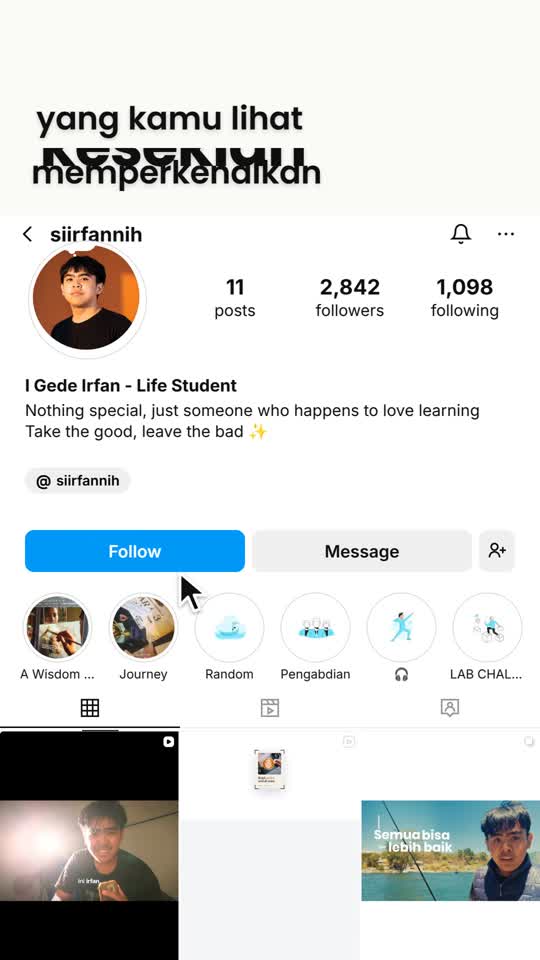 yang kamu lihat
kesekian
memperkenalkan
siirfannih
11
posts
2,842
followers
1,098
following
I Gede Irfan - Life Student
Nothing special, just someone who happens to love learning
Take the good, leave the bad ✨
@ siirfannih
Follow
Message
A Wisdom ...
Journey
Random
Pengabdian
🎧
LAB CHAL...
ini irfan,
Semua bisa
lebih baik